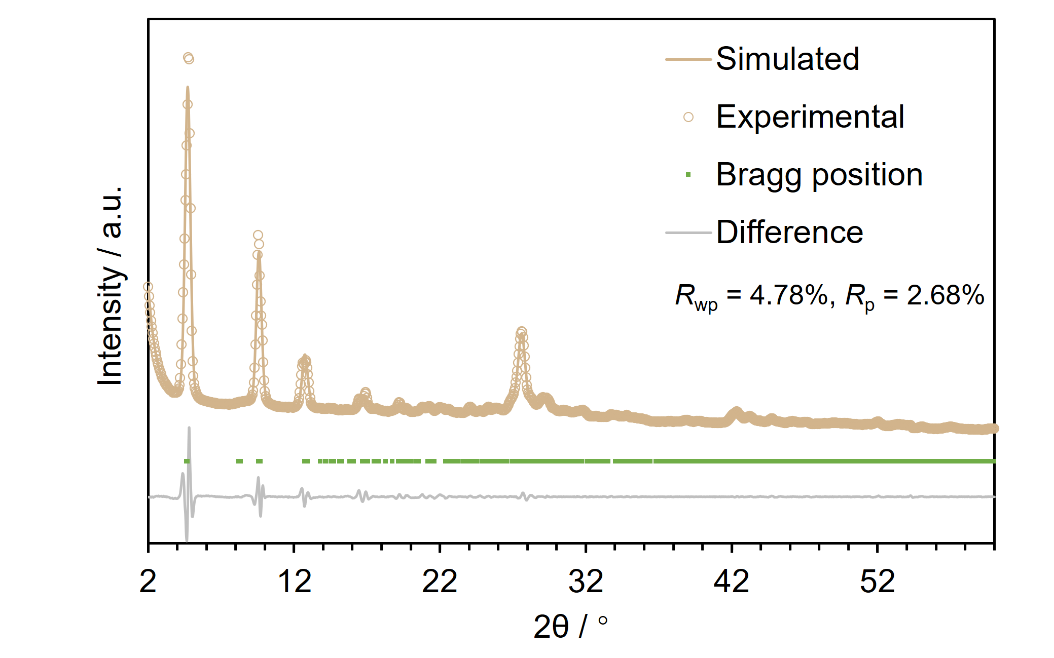 Simulated
Experimental
Bragg position
Difference
Rwp = 4.78%, Rp = 2.68%
Intensity / a.u.
2 12 22 32 42 52
2θ / °